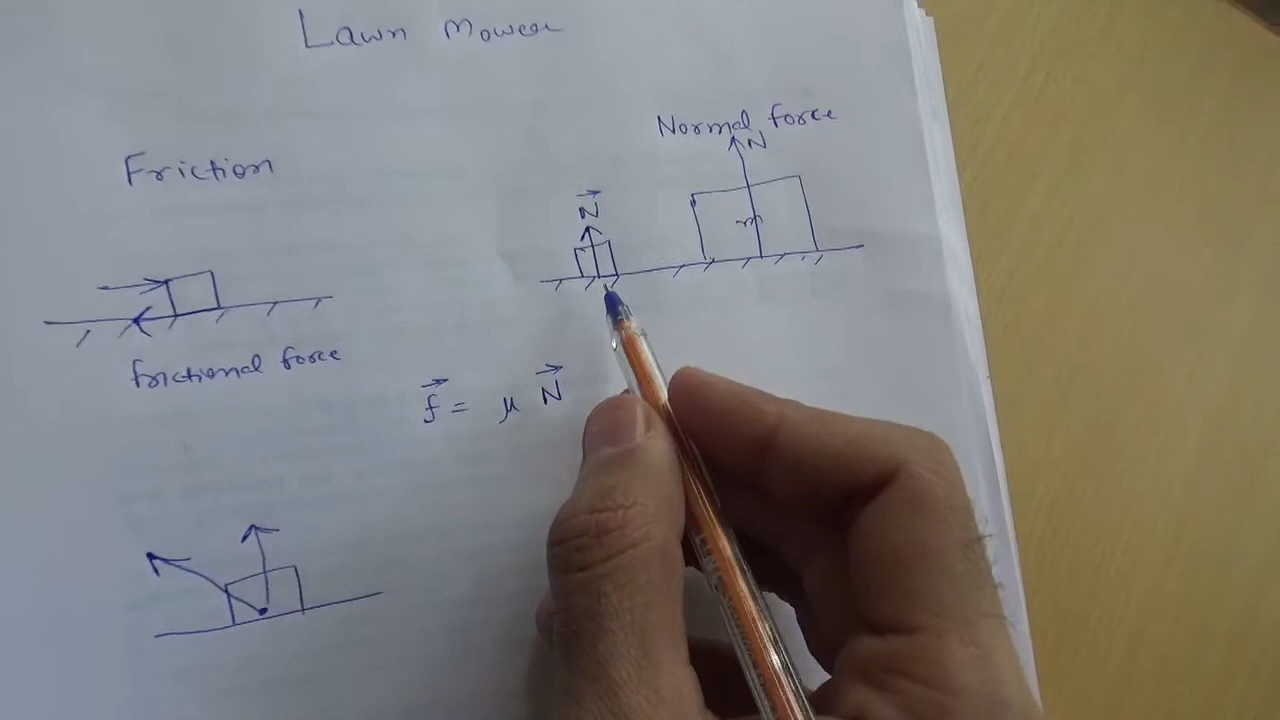 Lawn Mower
Friction
Normal force
N
N
m
frictional force
f = μ N